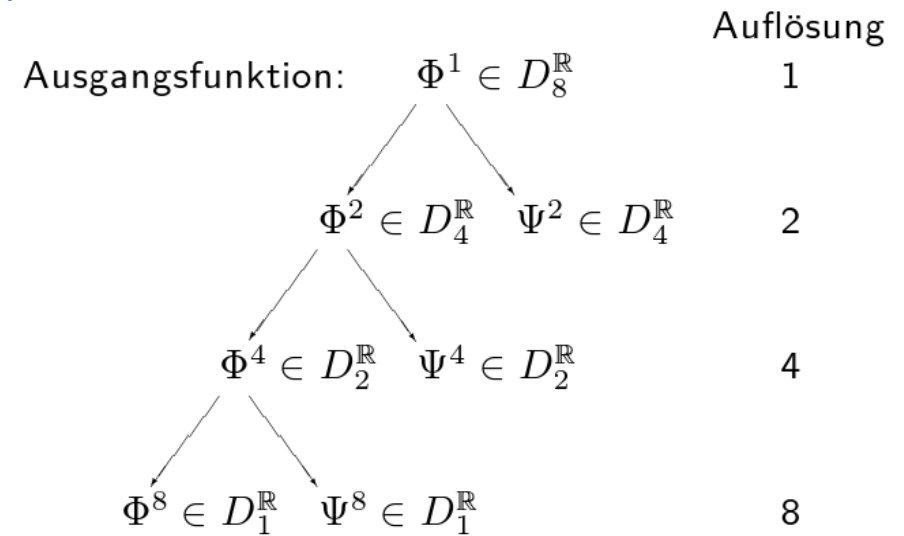 Auflösung
Ausgangsfunktion: Φ¹ ∈ D₈^ℝ 1
Φ² ∈ D₄^ℝ Ψ² ∈ D₄^ℝ 2
Φ⁴ ∈ D₂^ℝ Ψ⁴ ∈ D₂^ℝ 4
Φ⁸ ∈ D₁^ℝ Ψ⁸ ∈ D₁^ℝ 8